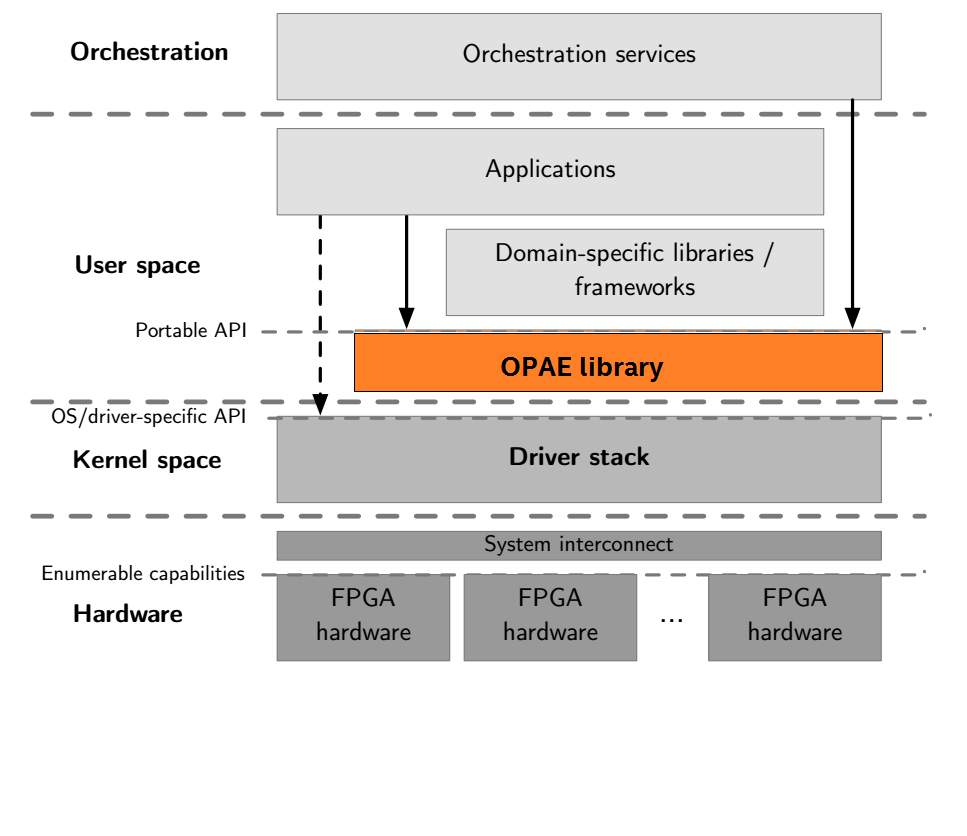 Orchestration
Orchestration services
Applications
User space
Domain-specific libraries /
frameworks
Portable API
OPAE library
OS/driver-specific API
Kernel space
Driver stack
System interconnect
Enumerable capabilities
Hardware
FPGA
hardware
FPGA
hardware
...
FPGA
hardware